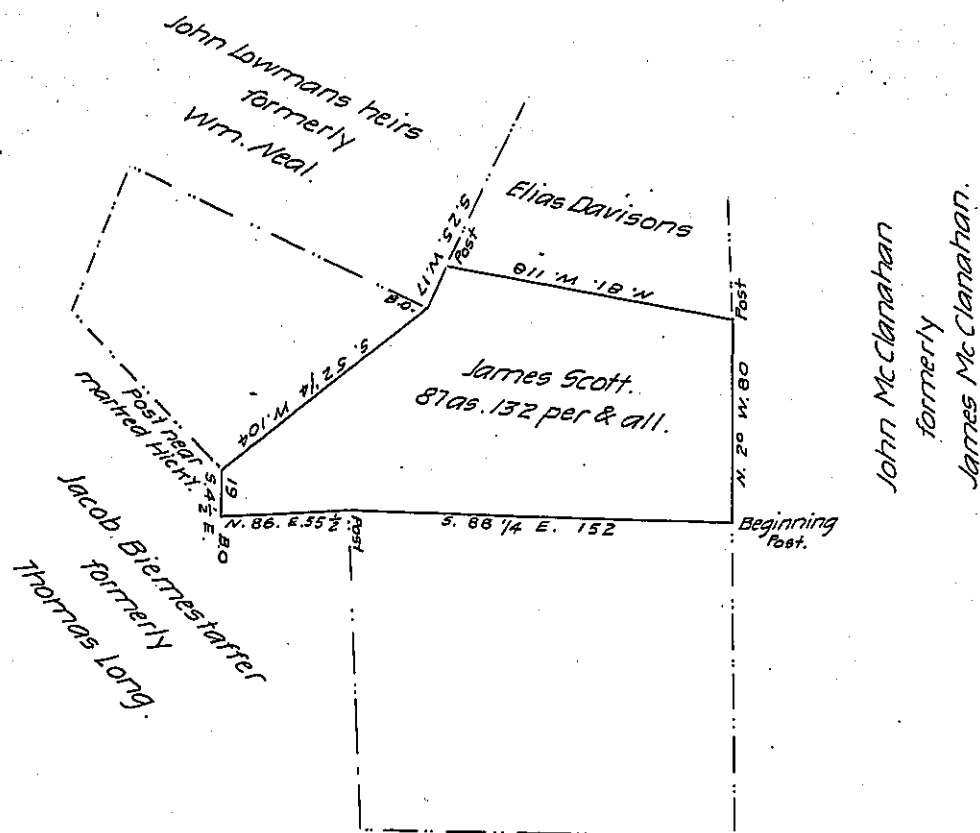 John Lowmans heirs
formerly
Wm. Neal.
Elias Davisons
S. 25. W. 17
Post
N. 81. W. 118
Post
B.O.
S. 52 1/4 W. 104
James Scott.
87as. 132 per & all.
N. 2° W. 80
John McClanahan
formerly
James McClanahan.
Post near
marked Hick'y.
19
S 4 1/2 E.
B.O
N. 86. E. 55 1/2.
Post
S. 88 1/4 E. 152
Beginning
Post.
Jacob Biernestaffer
formerly
Thomas Long.